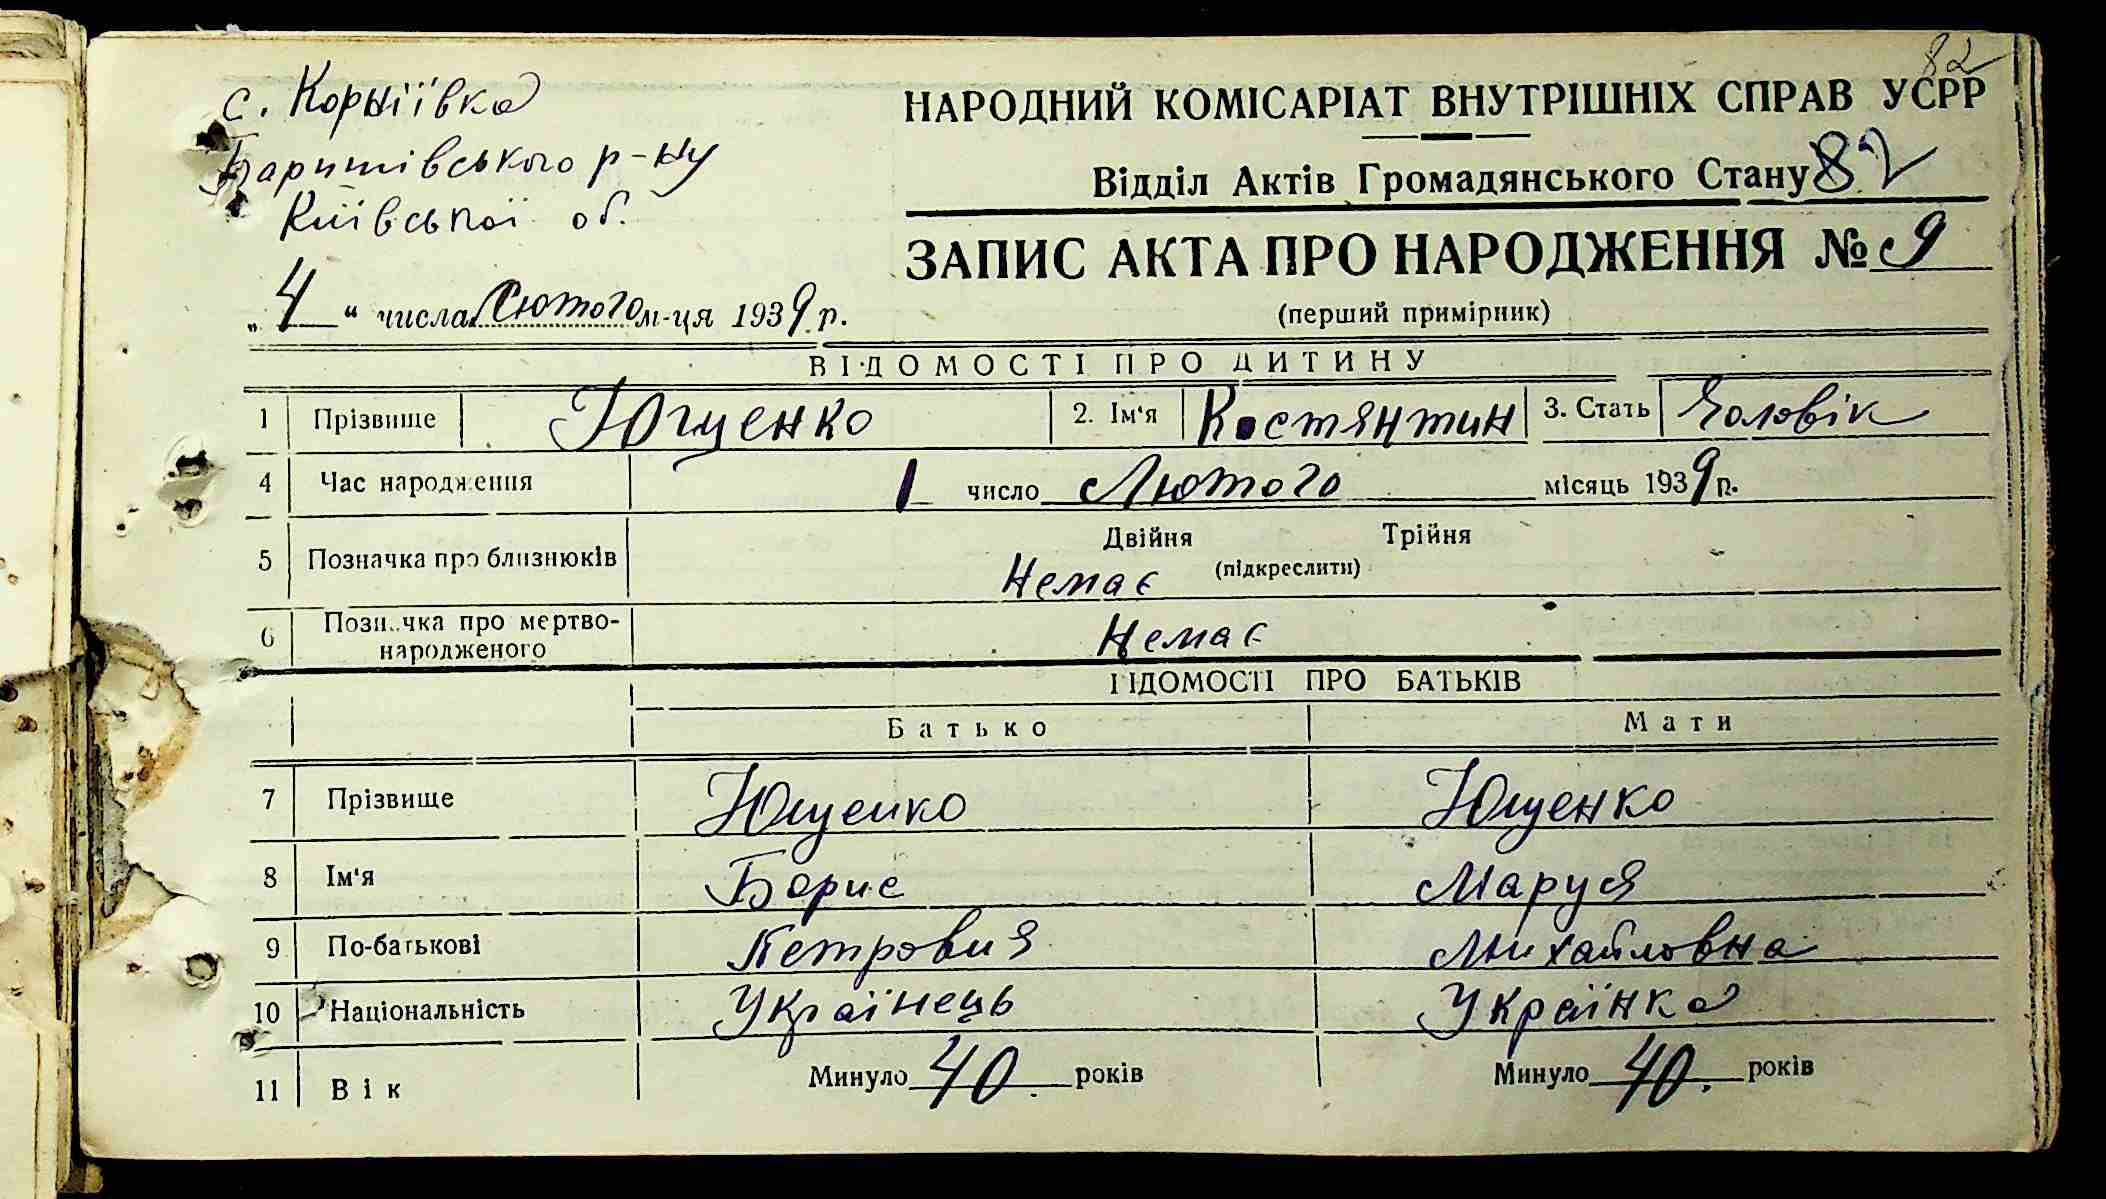 82
с. Корніївка
Баришівського р-ну
Київської об.
„4“ числа Лютого м-ця 1939 р.
НАРОДНИЙ КОМІСАРІАТ ВНУТРІШНІХ СПРАВ УСРР
Відділ Актів Громадянського Стану 82
ЗАПИС АКТА ПРО НАРОДЖЕННЯ № 9
(перший примірник)
ВІДОМОСТІ ПРО ДИТИНУ
1 Прізвище Ющенко 2. Ім'я Костянтин 3. Стать Чоловік
4 Час народження 1 число Лютого місяць 1939 р.
5 Позначка про близнюків Двійня Трійня
Немає (підкреслити)
6 Позначка про мертво-
народженого Немає
ВІДОМОСТІ ПРО БАТЬКІВ
Батько Мати
7 Прізвище Ющенко Ющенко
8 Ім'я Борис Маруся
9 По-батькові Петрович Михайловна
10 Національність Українець Українка
11 Вік Минуло 40 років Минуло 40. років